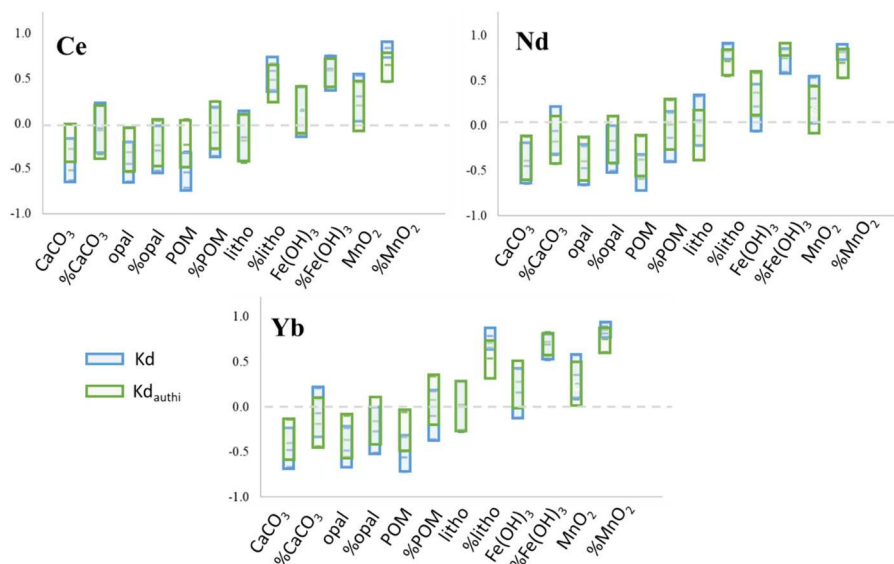 Ce
1.0
0.5
0.0
-0.5
-1.0
CaCO₃
%CaCO₃
opal
%opal
POM
%POM
litho
%litho
Fe(OH)₃
%Fe(OH)₃
MnO₂
%MnO₂
Nd
1.0
0.5
0.0
-0.5
-1.0
CaCO₃
%CaCO₃
opal
%opal
POM
%POM
litho
%litho
Fe(OH)₃
%Fe(OH)₃
MnO₂
%MnO₂
Kd
Kd_authi
Yb
1.0
0.5
0.0
-0.5
-1.0
CaCO₃
%CaCO₃
opal
%opal
POM
%POM
litho
%litho
Fe(OH)₃
%Fe(OH)₃
MnO₂
%MnO₂